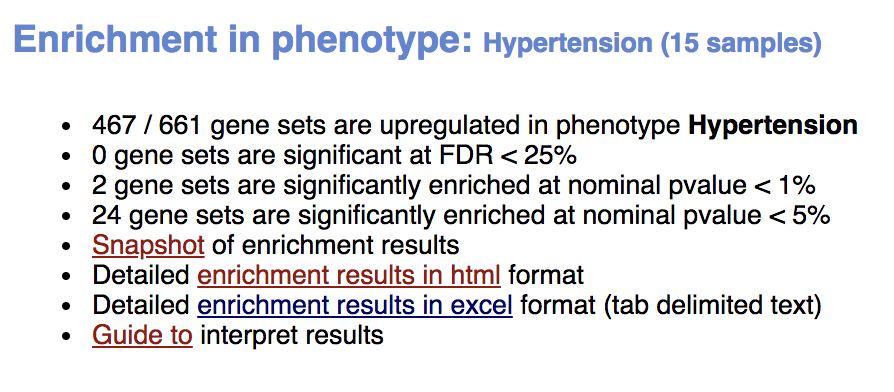 Enrichment in phenotype: Hypertension (15 samples)
467 / 661 gene sets are upregulated in phenotype Hypertension
0 gene sets are significant at FDR < 25%
2 gene sets are significantly enriched at nominal pvalue < 1%
24 gene sets are significantly enriched at nominal pvalue < 5%
Snapshot of enrichment results
Detailed enrichment results in html format
Detailed enrichment results in excel format (tab delimited text)
Guide to interpret results